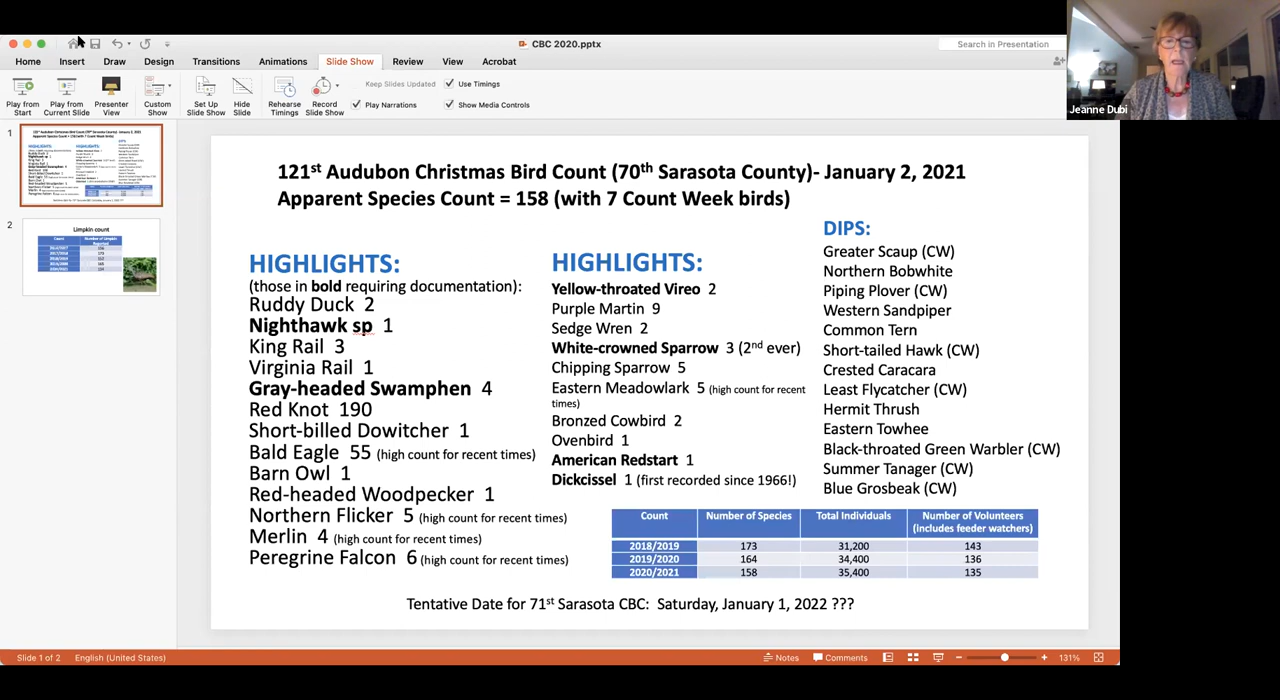 CBC 2020.pptx
Search in Presentation
Home Insert Draw Design Transitions Animations Slide Show Review View Acrobat
Play from Start
Play from Current Slide
Presenter View
Custom Show
Set Up Slide Show
Hide Slide
Rehearse Timings
Record Slide Show
Keep Slides Updated
Use Timings
Play Narrations
Show Media Controls
Jeanne Dubi
1
2
Limpkin count
121st Audubon Christmas Bird Count (70th Sarasota County)- January 2, 2021
Apparent Species Count = 158 (with 7 Count Week birds)
HIGHLIGHTS:
(those in bold requiring documentation):
Ruddy Duck 2
Nighthawk sp 1
King Rail 3
Virginia Rail 1
Gray-headed Swamphen 4
Red Knot 190
Short-billed Dowitcher 1
Bald Eagle 55 (high count for recent times)
Barn Owl 1
Red-headed Woodpecker 1
Northern Flicker 5 (high count for recent times)
Merlin 4 (high count for recent times)
Peregrine Falcon 6 (high count for recent times)
HIGHLIGHTS:
Yellow-throated Vireo 2
Purple Martin 9
Sedge Wren 2
White-crowned Sparrow 3 (2nd ever)
Chipping Sparrow 5
Eastern Meadowlark 5 (high count for recent
times)
Bronzed Cowbird 2
Ovenbird 1
American Redstart 1
Dickcissel 1 (first recorded since 1966!)
DIPS:
Greater Scaup (CW)
Northern Bobwhite
Piping Plover (CW)
Western Sandpiper
Common Tern
Short-tailed Hawk (CW)
Crested Caracara
Least Flycatcher (CW)
Hermit Thrush
Eastern Towhee
Black-throated Green Warbler (CW)
Summer Tanager (CW)
Blue Grosbeak (CW)
Count Number of Species Total Individuals Number of Volunteers
(includes feeder watchers)
2018/2019 173 31,200 143
2019/2020 164 34,400 136
2020/2021 158 35,400 135
Tentative Date for 71st Sarasota CBC: Saturday, January 1, 2022 ???
Slide 1 of 2 English (United States) Notes Comments 131%